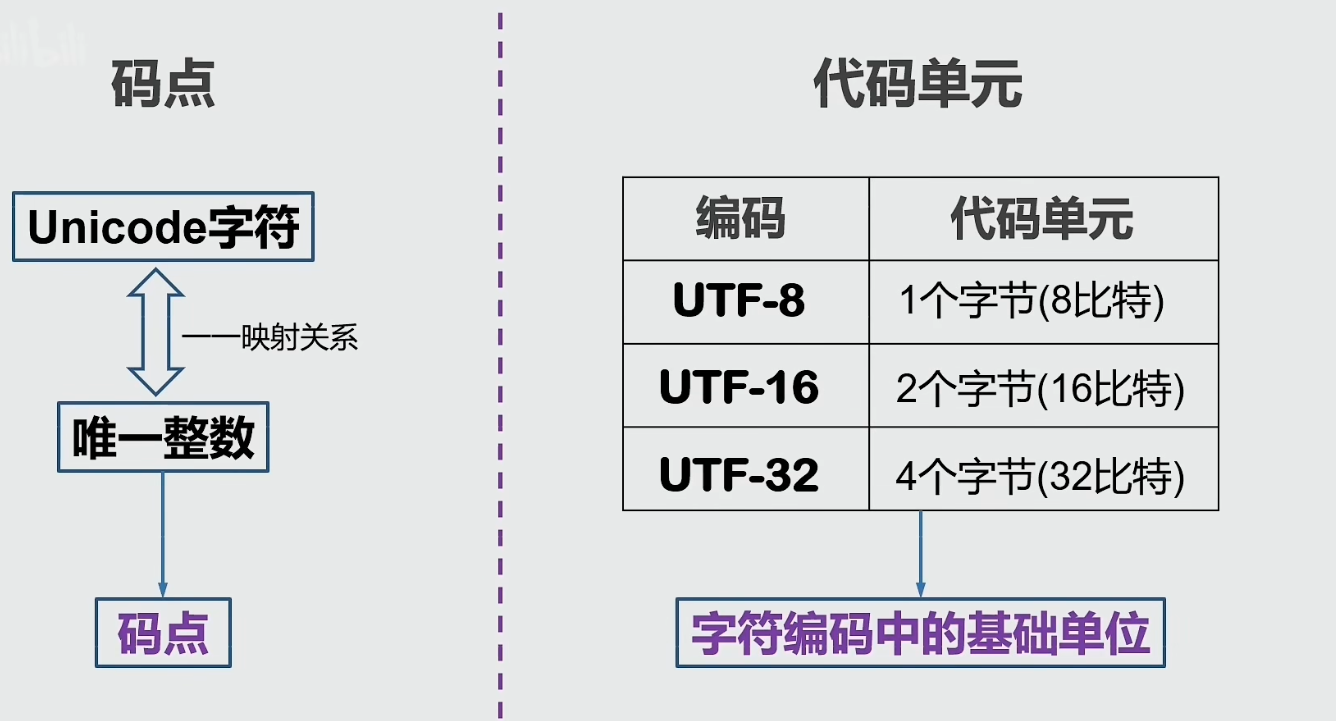 bilibili
码点
Unicode字符
一一映射关系
唯一整数
码点
代码单元
编码 代码单元
UTF-8 1个字节(8比特)
UTF-16 2个字节(16比特)
UTF-32 4个字节(32比特)
字符编码中的基础单位